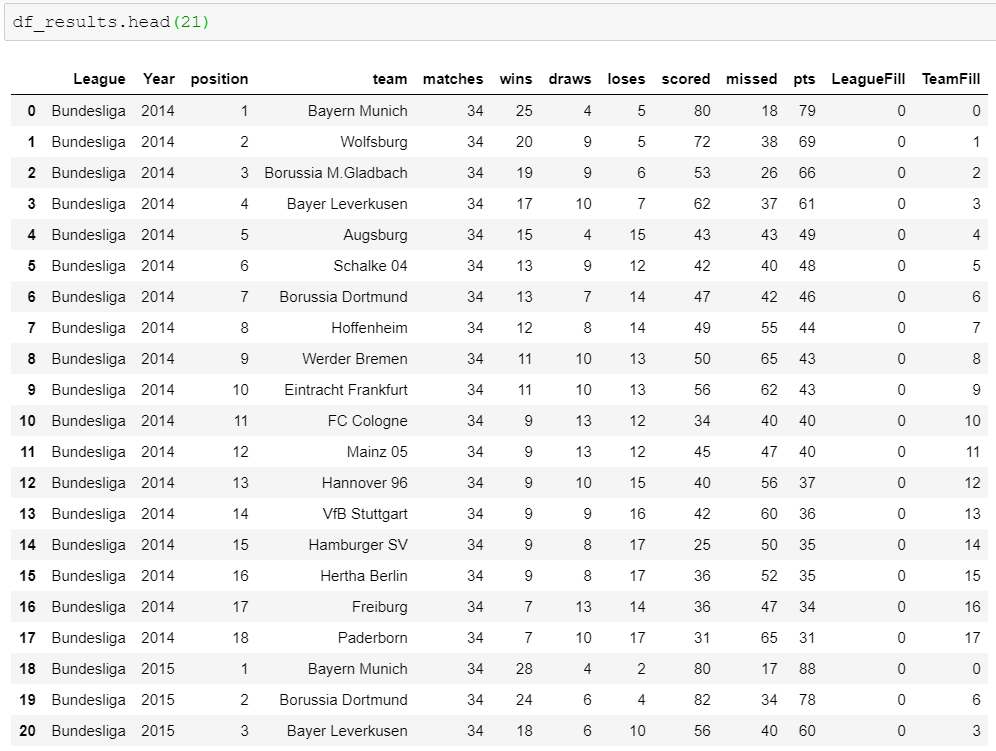 df_results.head(21)
League Year position team matches wins draws loses scored missed pts LeagueFill TeamFill
0 Bundesliga 2014 1 Bayern Munich 34 25 4 5 80 18 79 0 0
1 Bundesliga 2014 2 Wolfsburg 34 20 9 5 72 38 69 0 1
2 Bundesliga 2014 3 Borussia M.Gladbach 34 19 9 6 53 26 66 0 2
3 Bundesliga 2014 4 Bayer Leverkusen 34 17 10 7 62 37 61 0 3
4 Bundesliga 2014 5 Augsburg 34 15 4 15 43 43 49 0 4
5 Bundesliga 2014 6 Schalke 04 34 13 9 12 42 40 48 0 5
6 Bundesliga 2014 7 Borussia Dortmund 34 13 7 14 47 42 46 0 6
7 Bundesliga 2014 8 Hoffenheim 34 12 8 14 49 55 44 0 7
8 Bundesliga 2014 9 Werder Bremen 34 11 10 13 50 65 43 0 8
9 Bundesliga 2014 10 Eintracht Frankfurt 34 11 10 13 56 62 43 0 9
10 Bundesliga 2014 11 FC Cologne 34 9 13 12 34 40 40 0 10
11 Bundesliga 2014 12 Mainz 05 34 9 13 12 45 47 40 0 11
12 Bundesliga 2014 13 Hannover 96 34 9 10 15 40 56 37 0 12
13 Bundesliga 2014 14 VfB Stuttgart 34 9 9 16 42 60 36 0 13
14 Bundesliga 2014 15 Hamburger SV 34 9 8 17 25 50 35 0 14
15 Bundesliga 2014 16 Hertha Berlin 34 9 8 17 36 52 35 0 15
16 Bundesliga 2014 17 Freiburg 34 7 13 14 36 47 34 0 16
17 Bundesliga 2014 18 Paderborn 34 7 10 17 31 65 31 0 17
18 Bundesliga 2015 1 Bayern Munich 34 28 4 2 80 17 88 0 0
19 Bundesliga 2015 2 Borussia Dortmund 34 24 6 4 82 34 78 0 6
20 Bundesliga 2015 3 Bayer Leverkusen 34 18 6 10 56 40 60 0 3